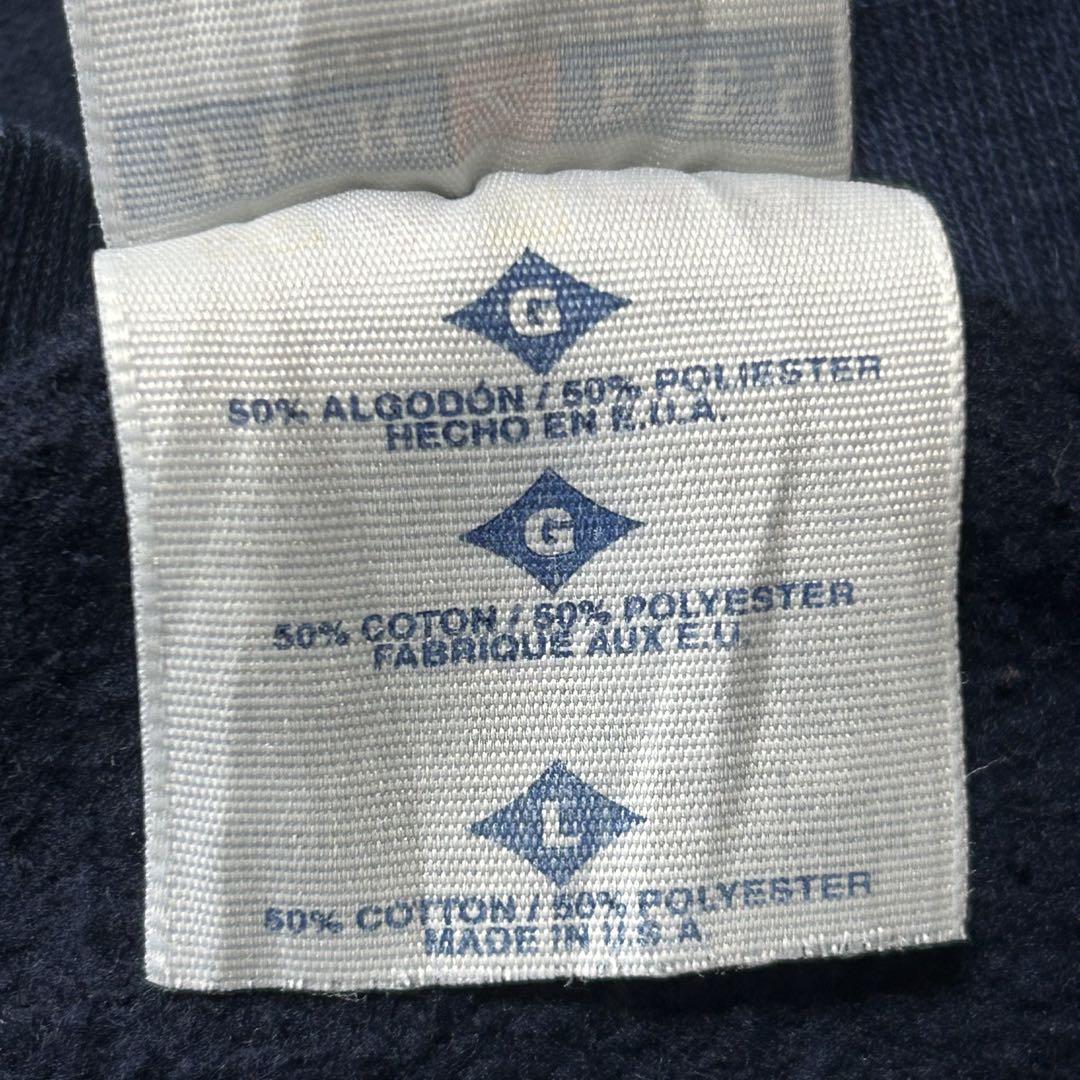 G
50% ALGODÓN / 50% POLIESTER
HECHO EN E.U.A.
G
50% COTON / 50% POLYESTER
FABRIQUE AUX E.U.
L
50% COTTON / 50% POLYESTER
MADE IN U.S.A